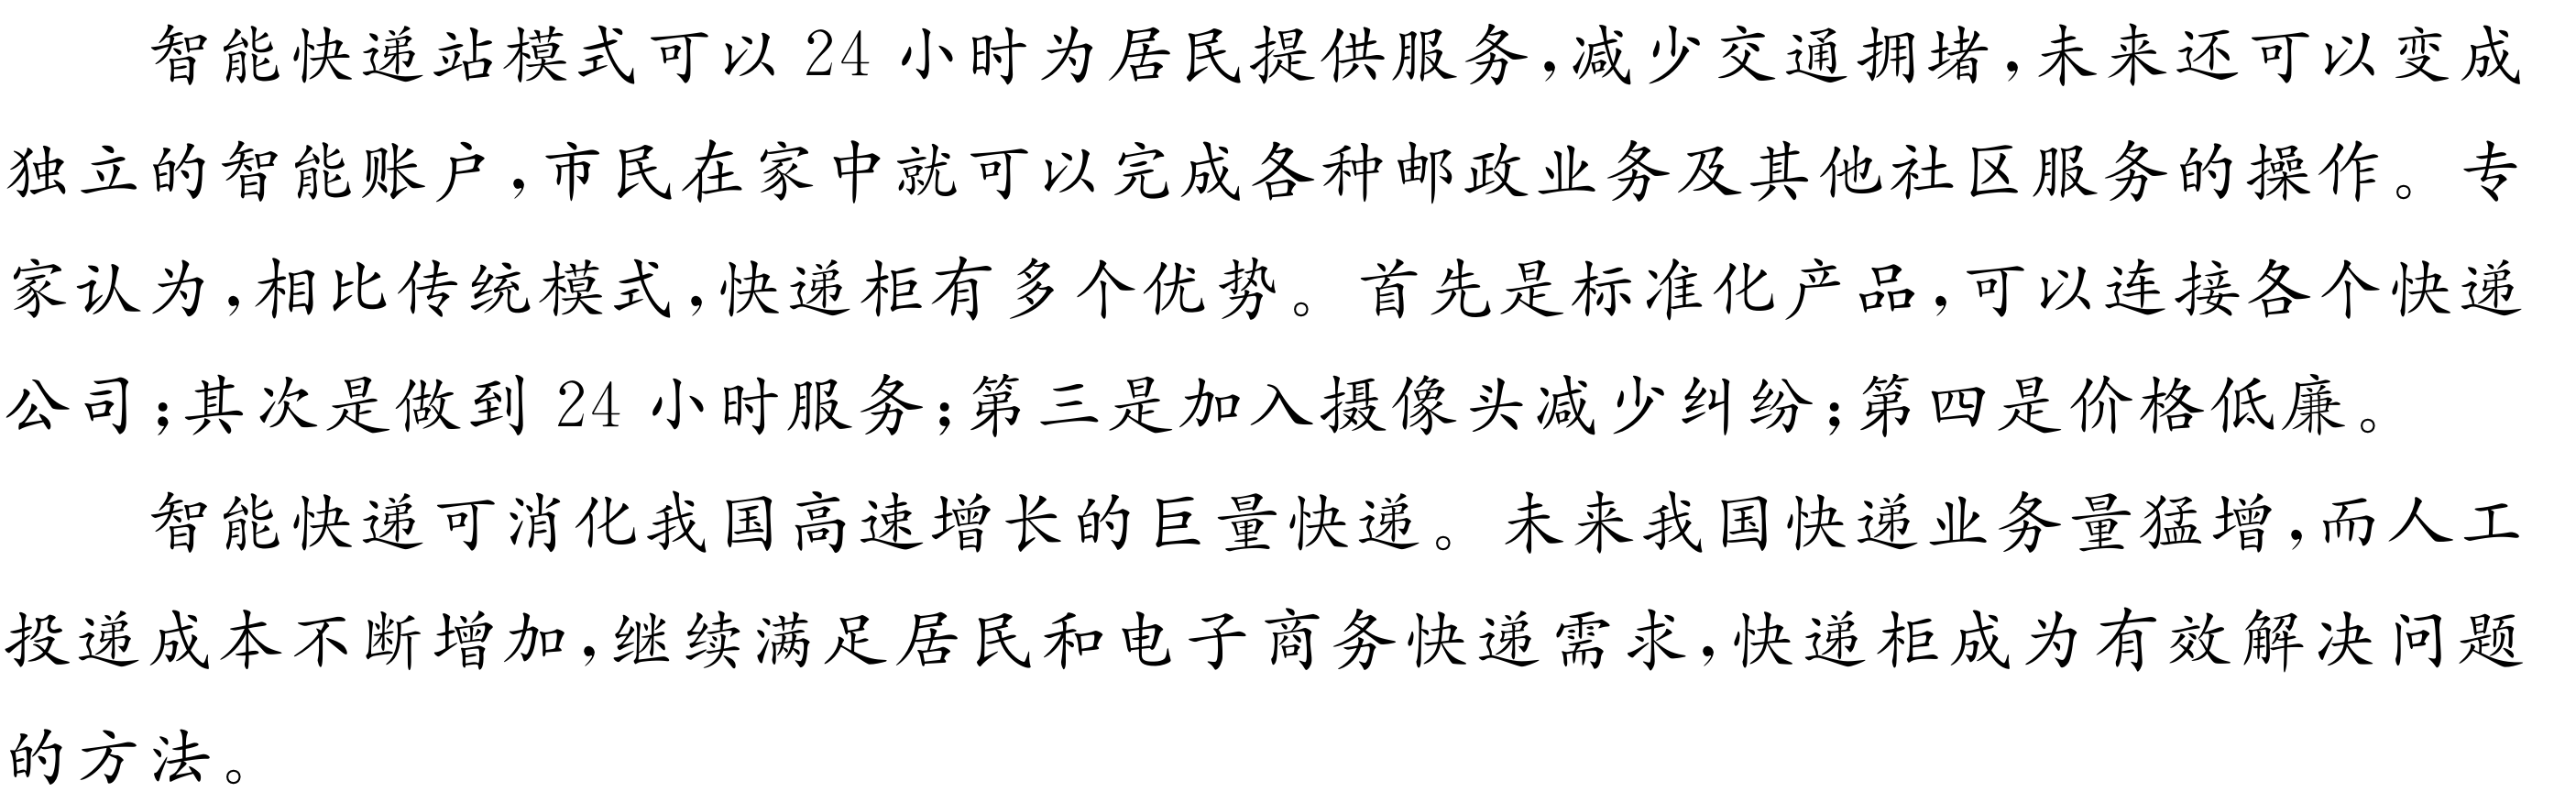 智能快递站模式可以 24 小时为居民提供服务,减少交通拥堵,未来还可以变成
独立的智能账户,市民在家中就可以完成各种邮政业务及其他社区服务的操作。专
家认为,相比传统模式,快递柜有多个优势。首先是标准化产品,可以连接各个快递
公司;其次是做到 24 小时服务;第三是加入摄像头减少纠纷;第四是价格低廉。
智能快递可消化我国高速增长的巨量快递。未来我国快递业务量猛增,而人工
投递成本不断增加,继续满足居民和电子商务快递需求,快递柜成为有效解决问题
的方法。